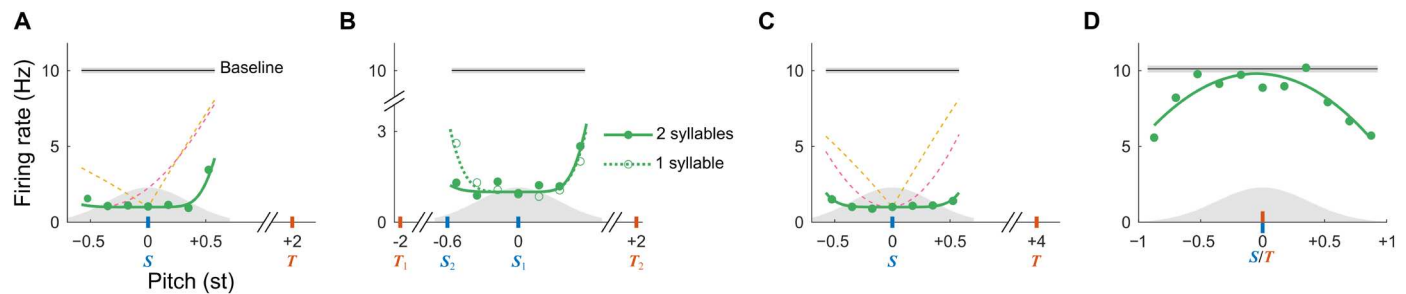 A
Firing rate (Hz)
10
5
0
Baseline
−0.5 0 +0.5 +2
S T
Pitch (st)
B
10
3
0
2 syllables
1 syllable
-2 -0.6 0 +2
T1 S2 S1 T2
C
10
5
0
−0.5 0 +0.5 +4
S T
D
10
5
0
−1 −0.5 0 +0.5 +1
S/T